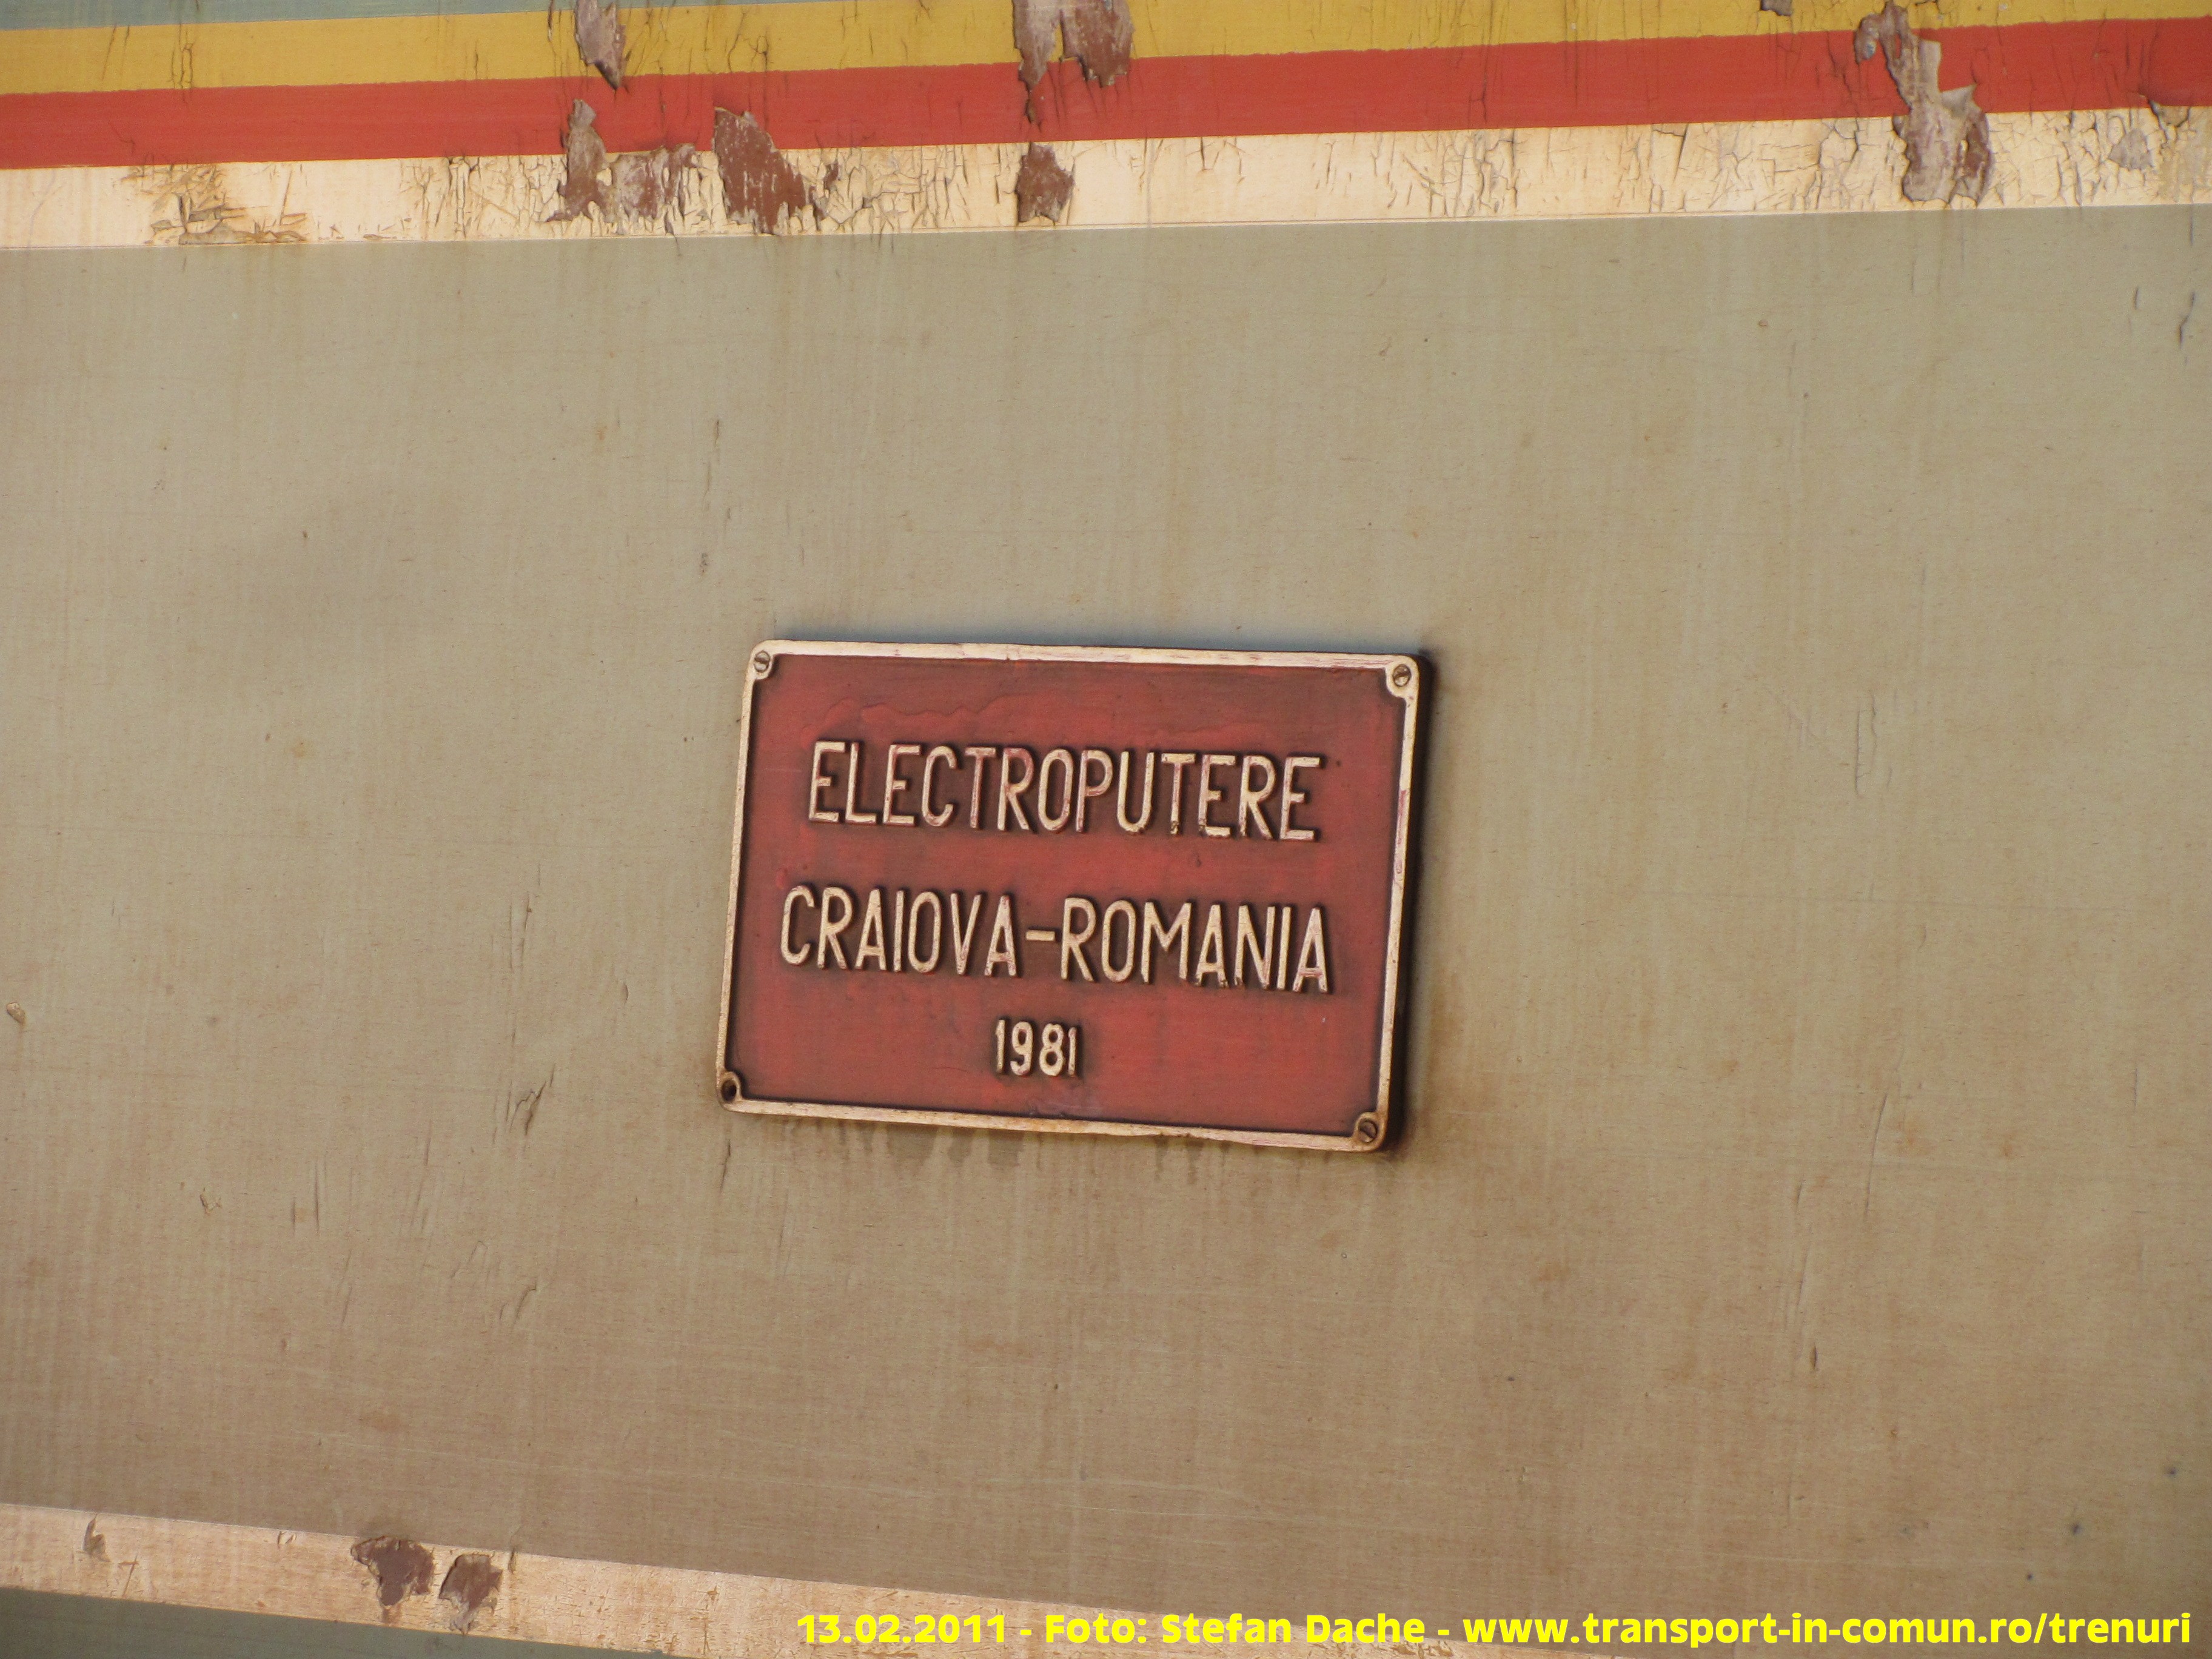 ELECTROPUTERE
CRAIOVA-ROMANIA
1981
13.02.2011 - Foto: Stefan Dache - www.transport-in-comun.ro/trenuri